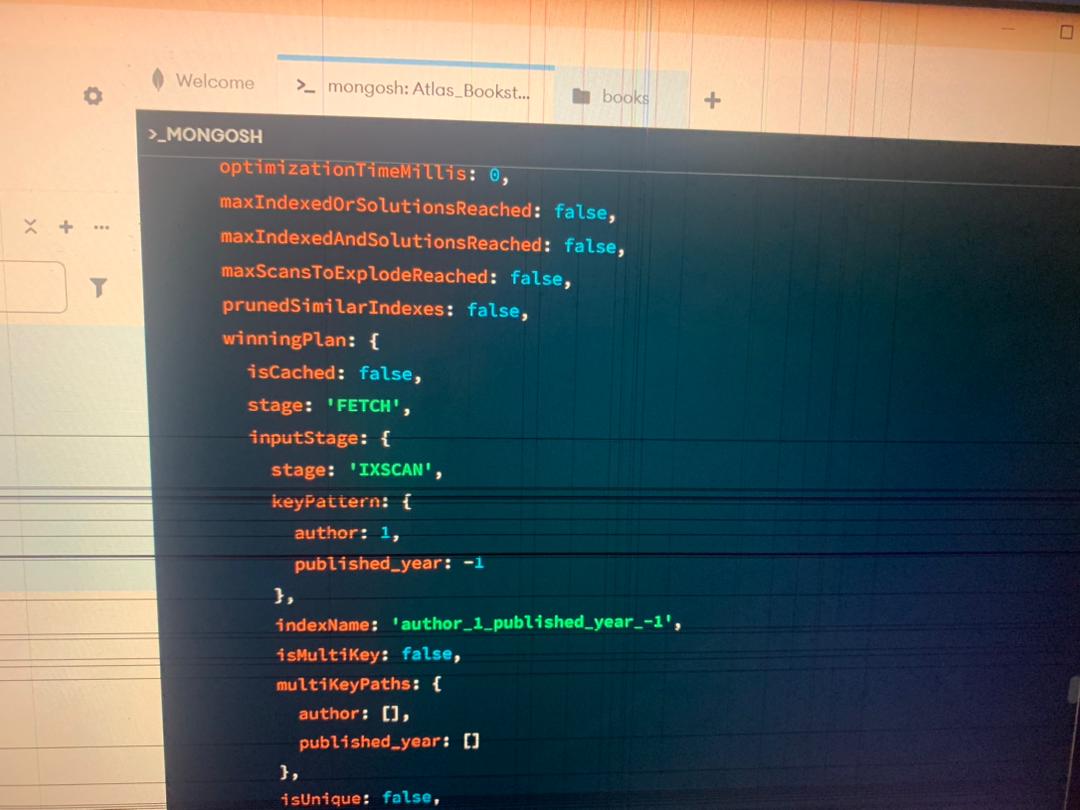 Welcome
>_ mongosh: Atlas_Bookst...
books
+
>_MONGOSH
optimizationTimeMillis: 0,
maxIndexedOrSolutionsReached: false,
maxIndexedAndSolutionsReached: false,
maxScansToExplodeReached: false,
prunedSimilarIndexes: false,
winningPlan: {
isCached: false,
stage: 'FETCH',
inputStage: {
stage: 'IXSCAN',
keyPattern: {
author: 1,
published_year: -1
},
indexName: 'author_1_published_year_-1',
isMultiKey: false,
multiKeyPaths: {
author: [],
published_year: []
},
isUnique: false,